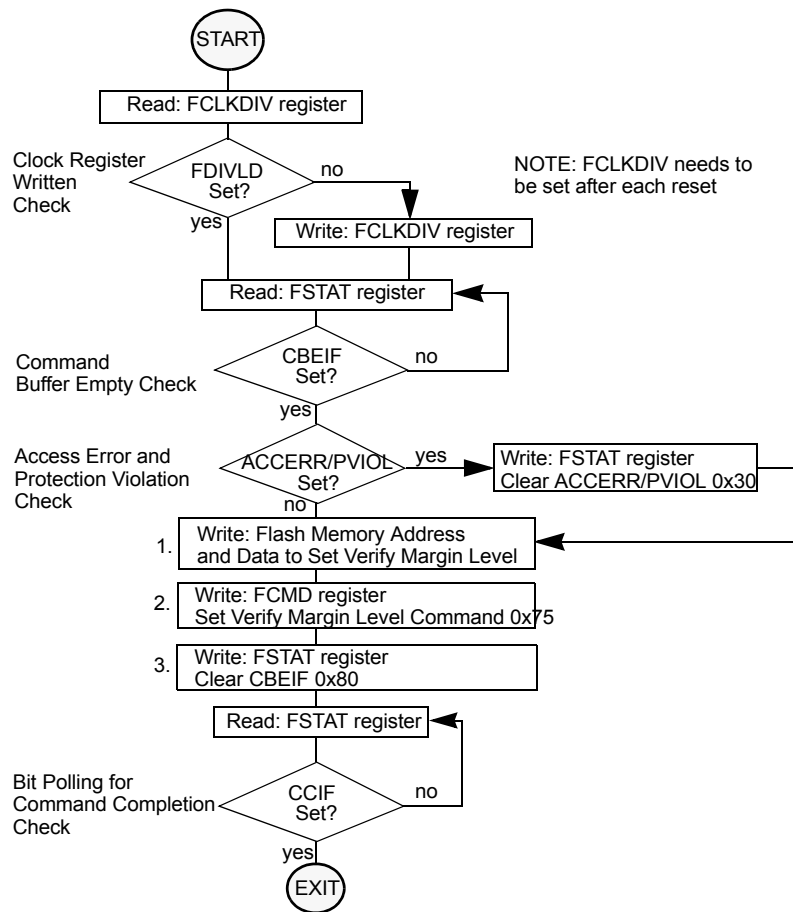 START
Read: FCLKDIV register
Clock Register
Written
Check
FDIVLD
Set?
no
yes
NOTE: FCLKDIV needs to
be set after each reset
Write: FCLKDIV register
Read: FSTAT register
Command
Buffer Empty Check
CBEIF
Set?
no
yes
Access Error and
Protection Violation
Check
ACCERR/PVIOL
Set?
yes
no
Write: FSTAT register
Clear ACCERR/PVIOL 0x30
1.
Write: Flash Memory Address
and Data to Set Verify Margin Level
2.
Write: FCMD register
Set Verify Margin Level Command 0x75
3.
Write: FSTAT register
Clear CBEIF 0x80
Read: FSTAT register
Bit Polling for
Command Completion
Check
CCIF
Set?
no
yes
EXIT